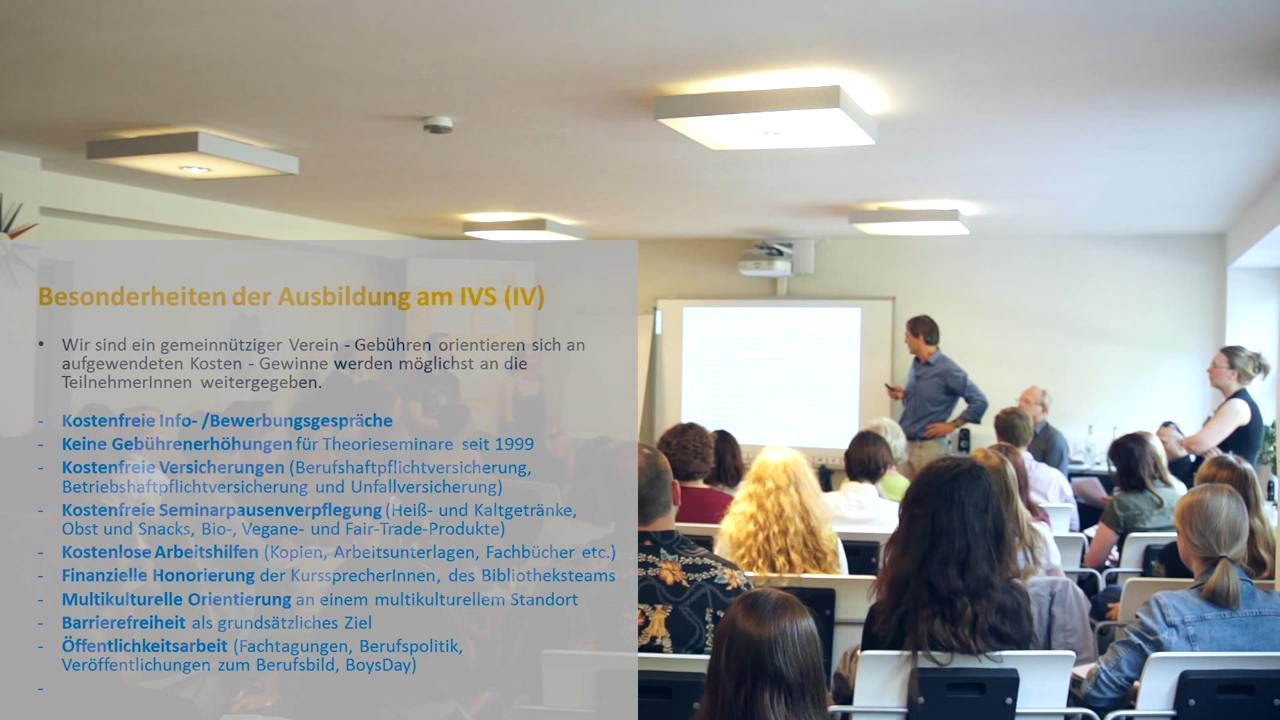 Besonderheiten der Ausbildung am IVS (IV)
• Wir sind ein gemeinnütziger Verein - Gebühren orientieren sich an
aufgewendeten Kosten - Gewinne werden möglichst an die
TeilnehmerInnen weitergegeben.
- Kostenfreie Info- /Bewerbungsgespräche
- Keine Gebührenerhöhungen für Theorieseminare seit 1999
- Kostenfreie Versicherungen (Berufshaftpflichtversicherung,
Betriebshaftpflichtversicherung und Unfallversicherung)
- Kostenfreie Seminarpausenverpflegung (Heiß- und Kaltgetränke,
Obst und Snacks, Bio-, Vegane- und Fair-Trade-Produkte)
- Kostenlose Arbeitshilfen (Kopien, Arbeitsunterlagen, Fachbücher etc.)
- Finanzielle Honorierung der KurssprecherInnen, des Bibliotheksteams
- Multikulturelle Orientierung an einem multikulturellem Standort
- Barrierefreiheit als grundsätzliches Ziel
- Öffentlichkeitsarbeit (Fachtagungen, Berufspolitik,
Veröffentlichungen zum Berufsbild, BoysDay)
-